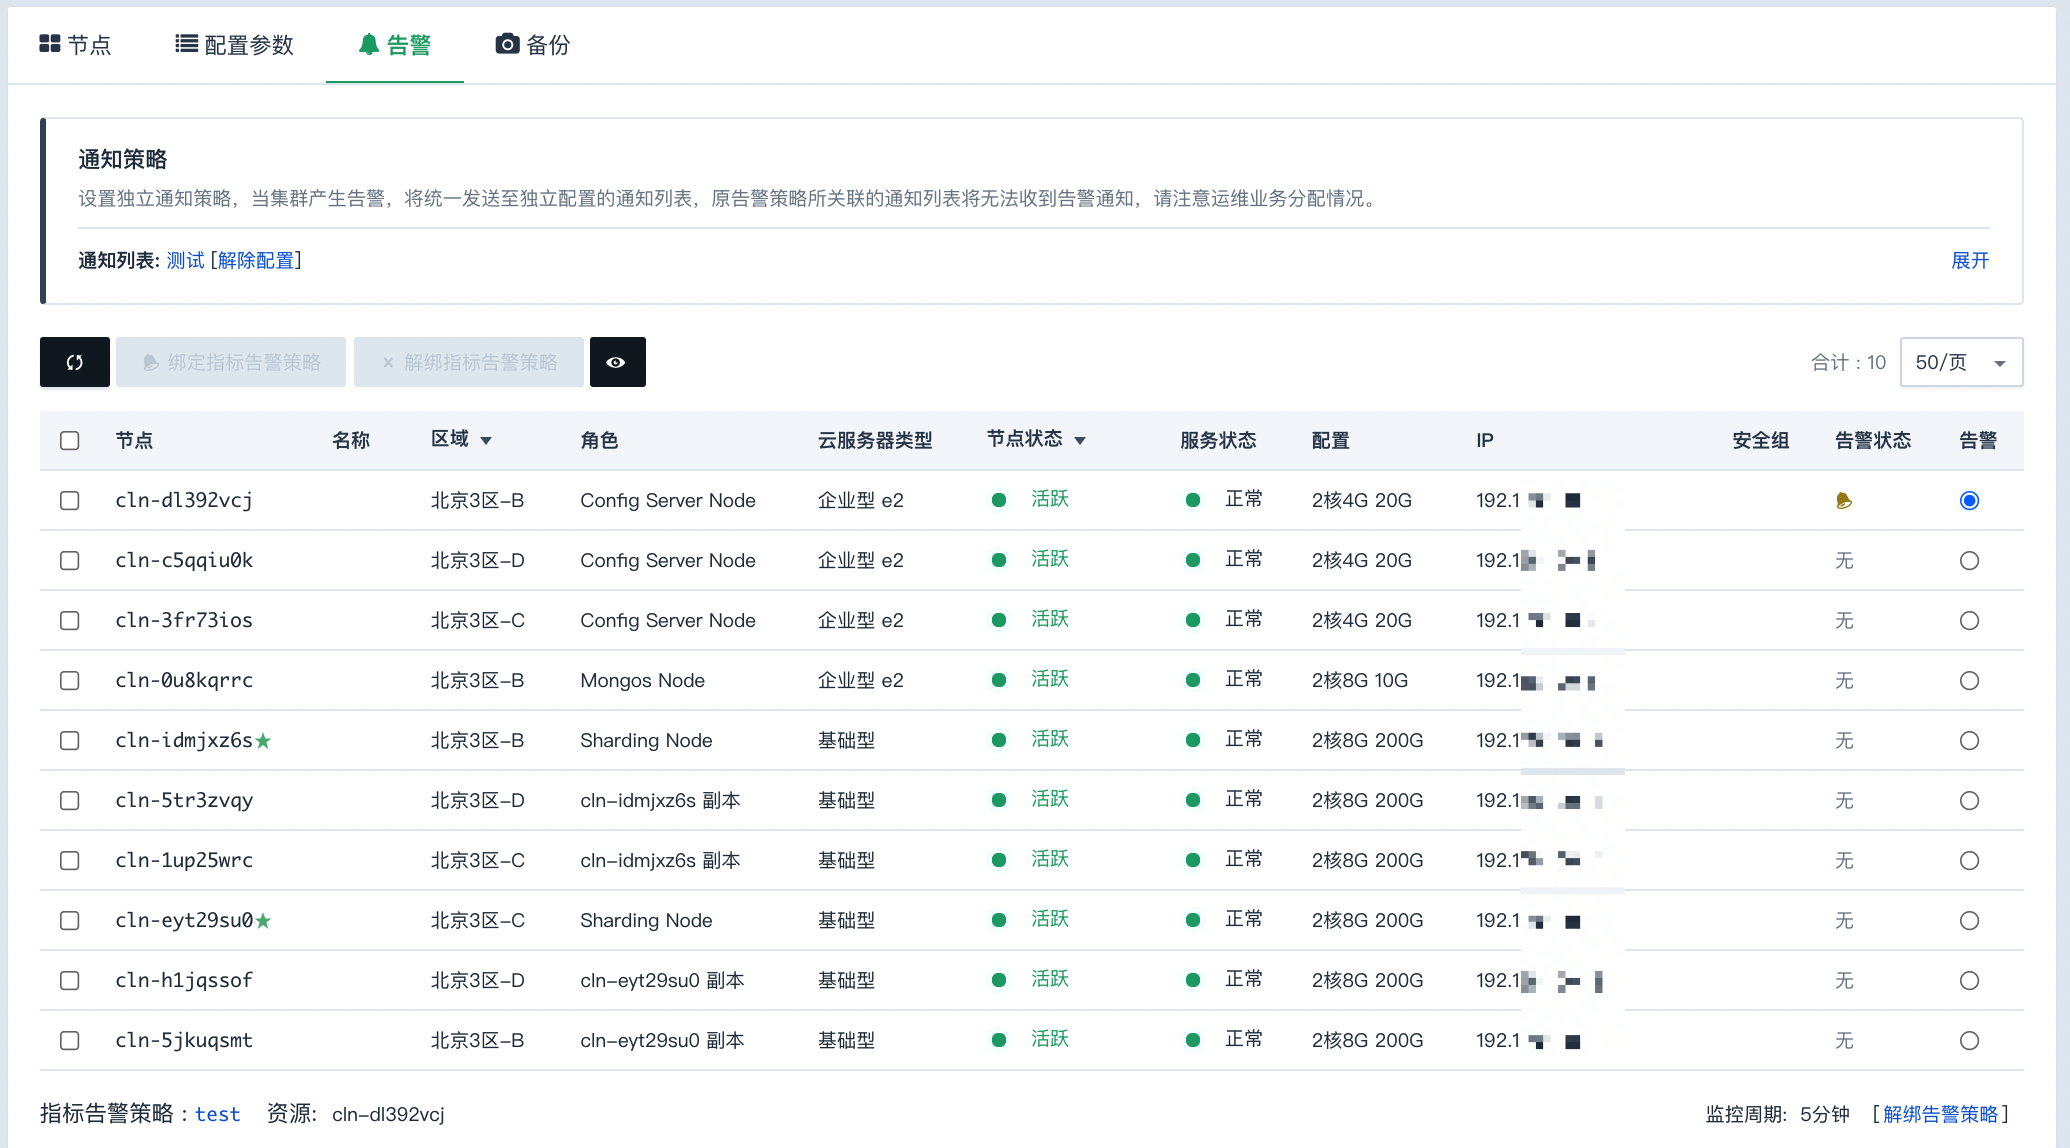 节点 配置参数 告警 备份
通知策略
设置独立通知策略，当集群产生告警，将统一发送至独立配置的通知列表，原告警策略所关联的通知列表将无法收到告警通知，请注意运维业务分配情况。
通知列表: 测试 [解除配置] 展开
绑定指标告警策略 × 解绑指标告警策略 合计 : 10 50/页
节点 名称 区域 角色 云服务器类型 节点状态 服务状态 配置 IP 安全组 告警状态 告警
cln-dl392vcj 北京3区-B Config Server Node 企业型 e2 活跃 正常 2核4G 20G 192.1
cln-c5qqiu0k 北京3区-D Config Server Node 企业型 e2 活跃 正常 2核4G 20G 192.1 无
cln-3fr73ios 北京3区-C Config Server Node 企业型 e2 活跃 正常 2核4G 20G 192.1 无
cln-0u8kqrrc 北京3区-B Mongos Node 企业型 e2 活跃 正常 2核8G 10G 192.1 无
cln-idmjxz6s★ 北京3区-B Sharding Node 基础型 活跃 正常 2核8G 200G 192.1 无
cln-5tr3zvqy 北京3区-D cln-idmjxz6s 副本 基础型 活跃 正常 2核8G 200G 192.1 无
cln-1up25wrc 北京3区-C cln-idmjxz6s 副本 基础型 活跃 正常 2核8G 200G 192.1 无
cln-eyt29su0★ 北京3区-C Sharding Node 基础型 活跃 正常 2核8G 200G 192.1 无
cln-h1jqssof 北京3区-D cln-eyt29su0 副本 基础型 活跃 正常 2核8G 200G 192.1 无
cln-5jkuqsmt 北京3区-B cln-eyt29su0 副本 基础型 活跃 正常 2核8G 200G 192.1 无
指标告警策略 : test 资源: cln-dl392vcj 监控周期: 5分钟 [解绑告警策略]